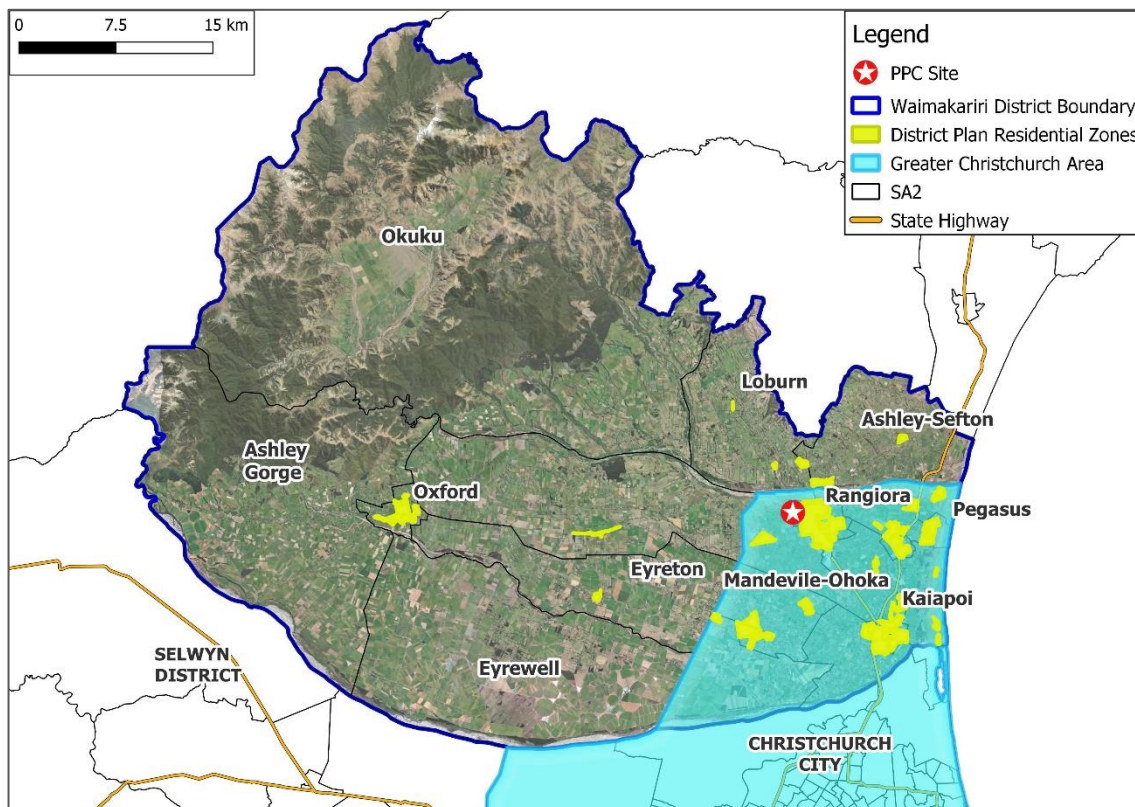 0 7.5 15 km
Legend
PPC Site
Waimakariri District Boundary
District Plan Residential Zones
Greater Christchurch Area
SA2
State Highway
Okuku
Loburn
Ashley-Sefton
Ashley
Gorge
Oxford
Rangiora
Pegasus
Eyreton
Mandevile-Ohoka
Kaiapoi
SELWYN
DISTRICT
Eyrewell
CHRISTCHURCH
CITY